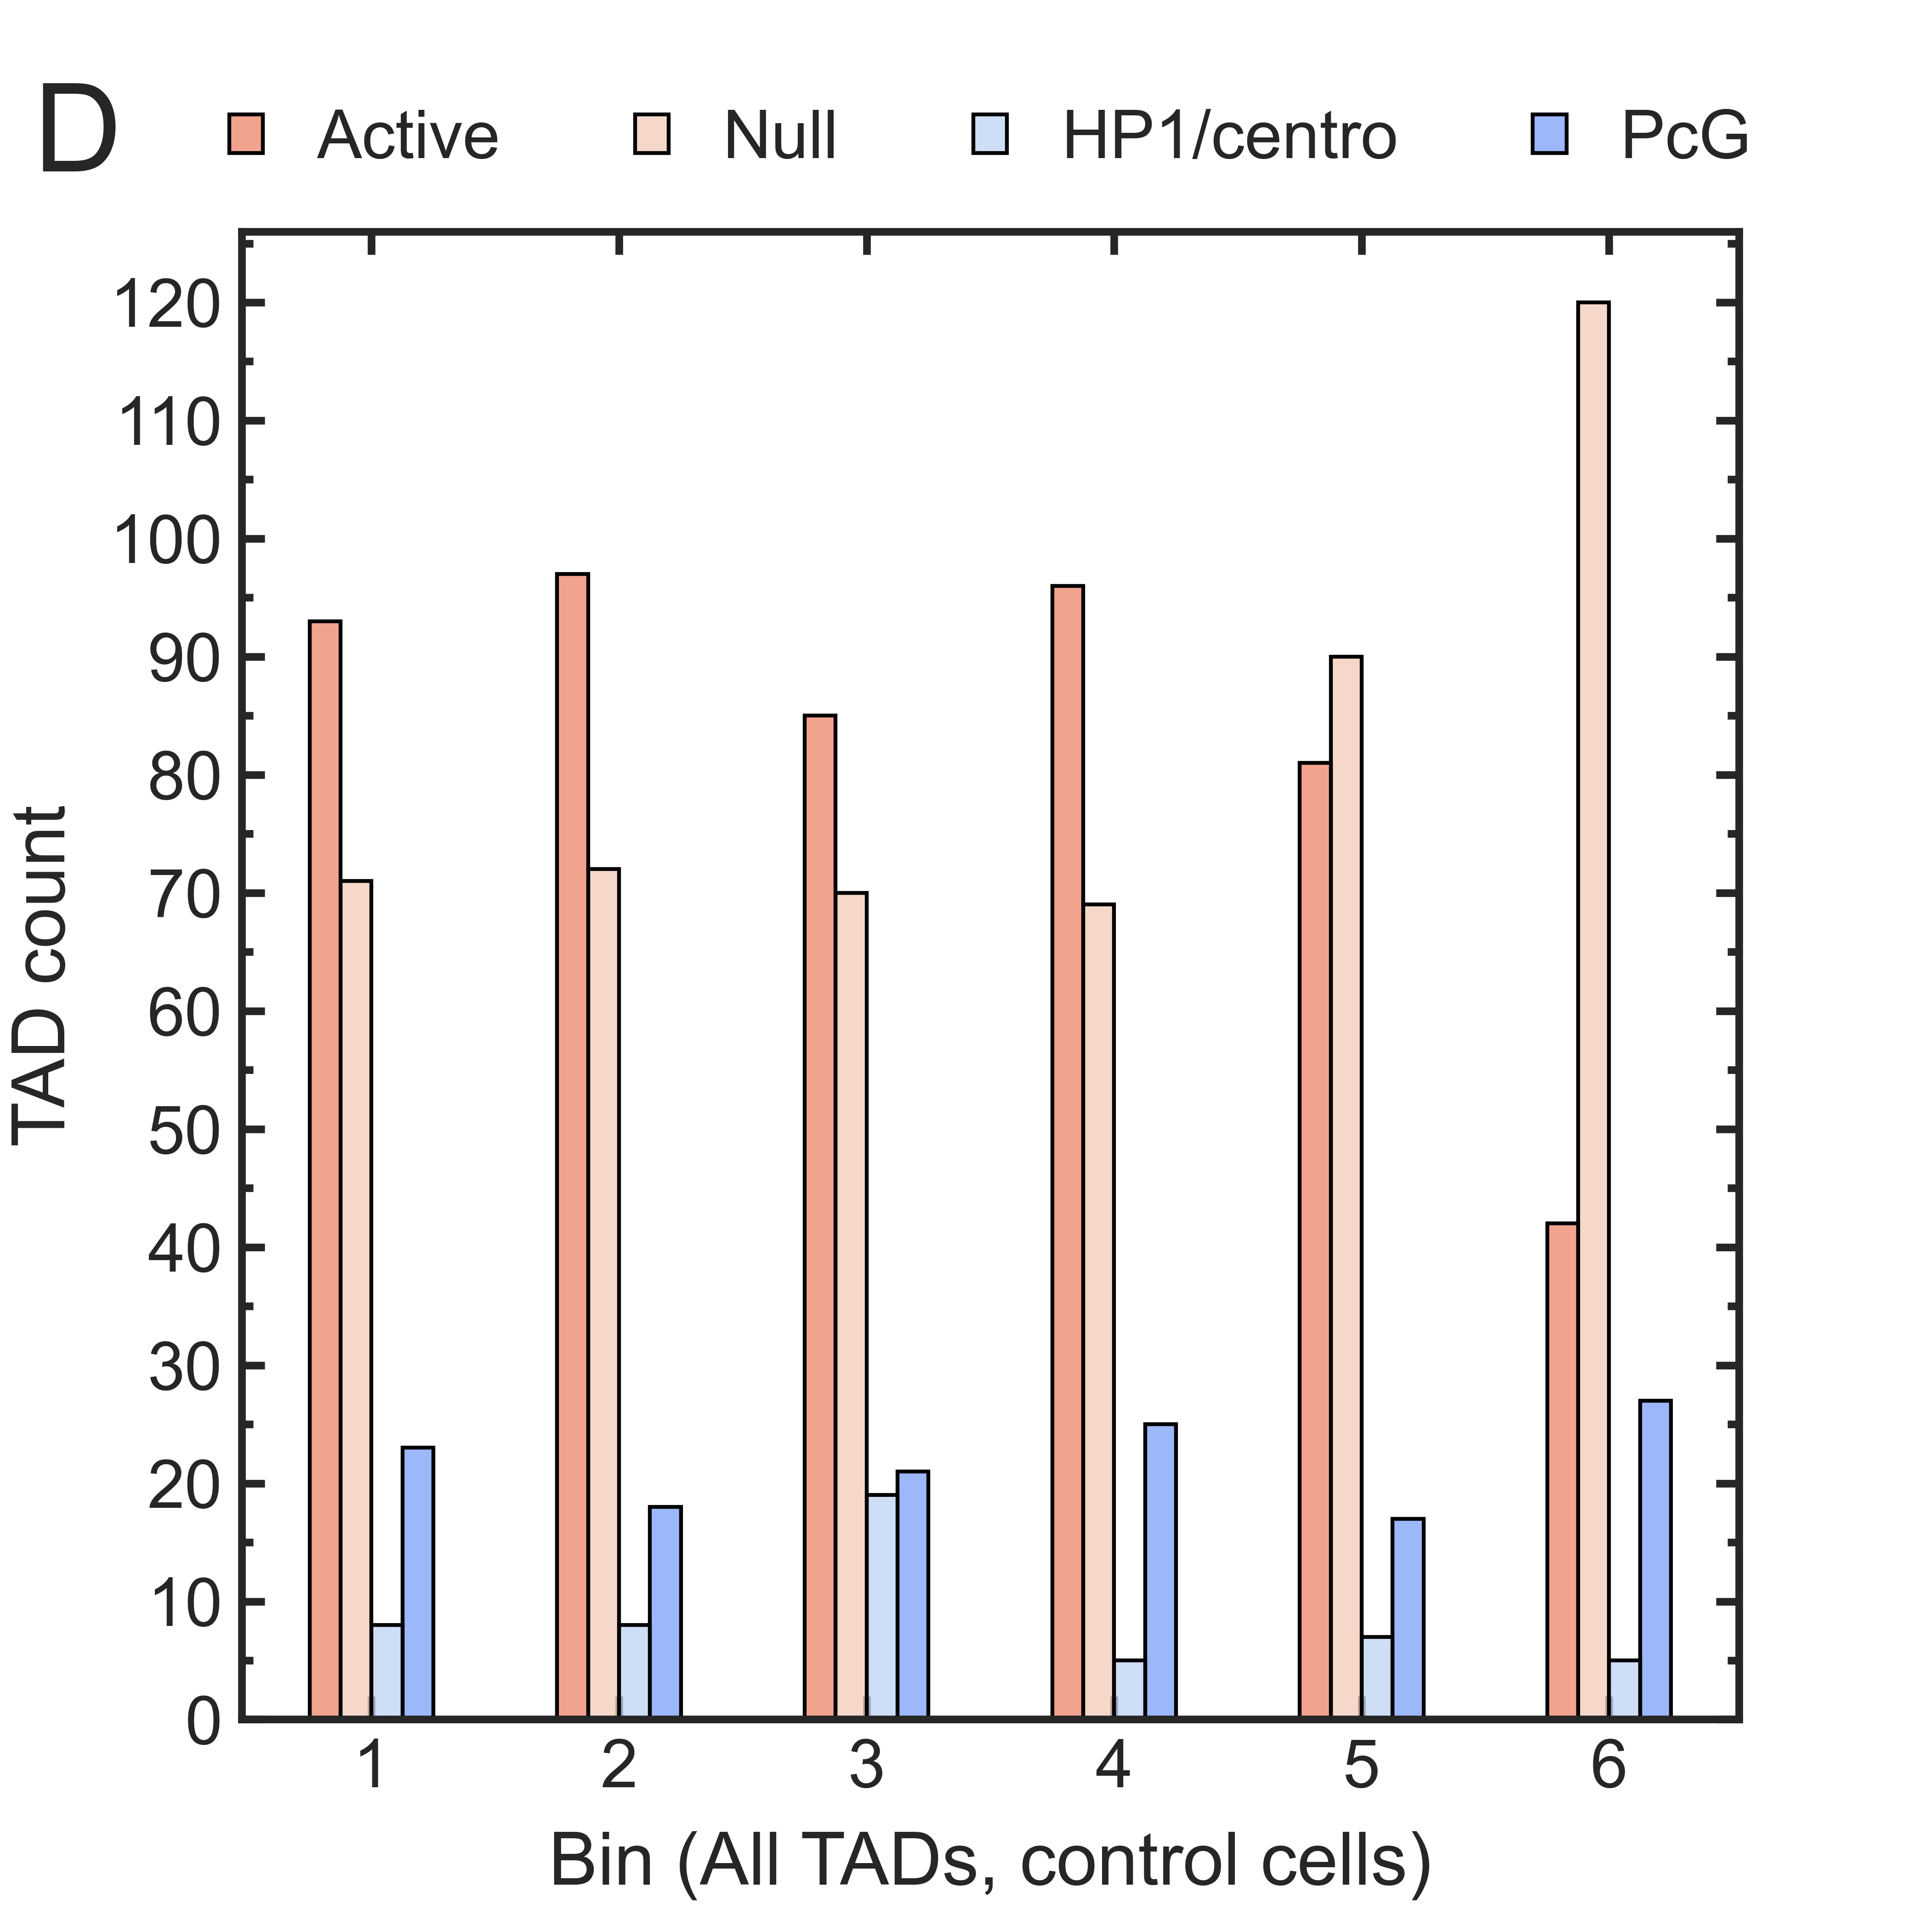 D
Active Null HP1/centro PcG
120
110
100
90
80
70
60
50
40
30
20
10
0
TAD count
1 2 3 4 5 6
Bin (All TADs, control cells)